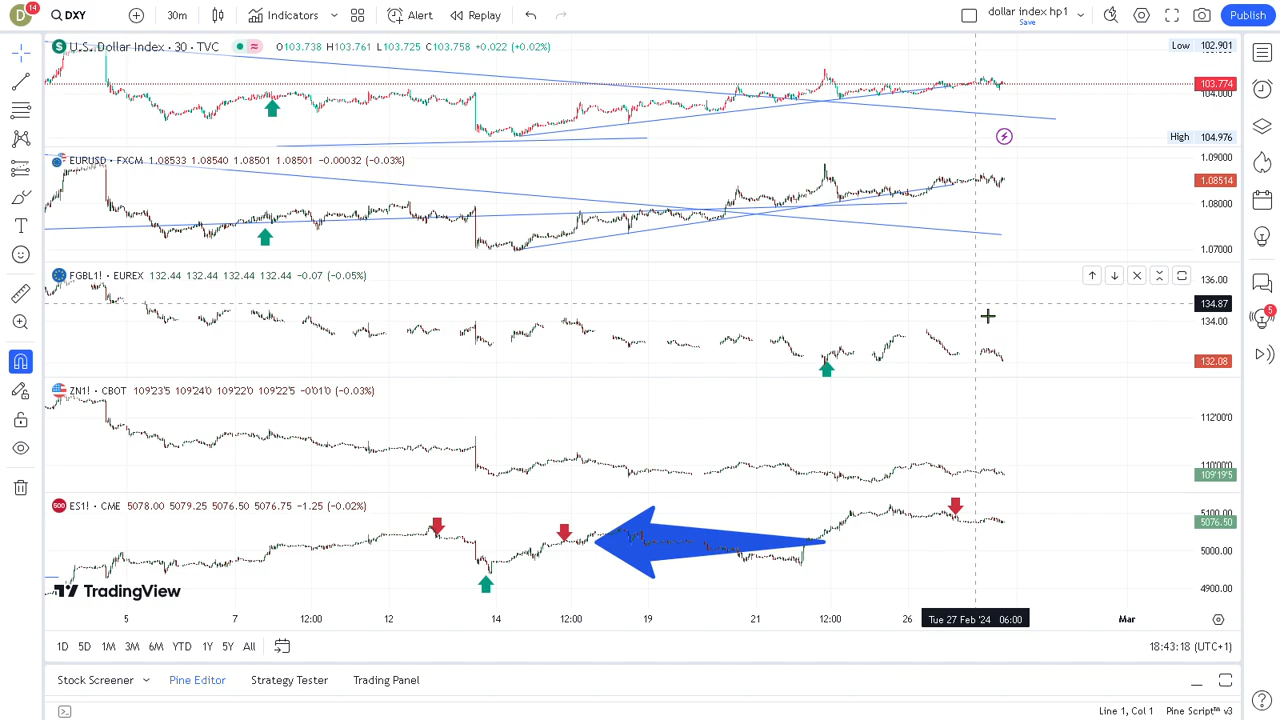 D 14 DXY 30m Indicators Alert Replay dollar index hp1 Save Publish
U.S. Dollar Index · 30 · TVC O103.738 H103.761 L103.725 C103.758 +0.022 (+0.02%)
Low 102.901
103.774
104.000
High 104.976
EURUSD · FXCM 1.08533 1.08540 1.08501 1.08501 -0.00032 (-0.03%)
1.09000
1.08514
1.08000
1.07000
FGBL1! · EUREX 132.44 132.44 132.44 132.44 -0.07 (-0.05%)
136.00
134.87
134.00
132.08
ZN1! · CBOT 109'23'5 109'24'0 109'22'0 109'22'5 -0'01'0 (-0.03%)
112'00'0
110'00'0
109'19'5
500 ES1! · CME 5078.00 5079.25 5076.50 5076.75 -1.25 (-0.02%)
5100.00
5076.50
5000.00
4900.00
TradingView
5 7 12:00 12 14 12:00 19 21 12:00 26 Tue 27 Feb '24 06:00 Mar
1D 5D 1M 3M 6M YTD 1Y 5Y All 18:43:18 (UTC+1)
Stock Screener Pine Editor Strategy Tester Trading Panel
Line 1, Col 1 Pine Script™ v3
5